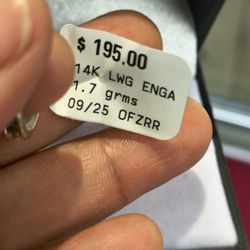 $ 195.00
14K LWG ENGA
1.7 grms
09/25 OFZRR